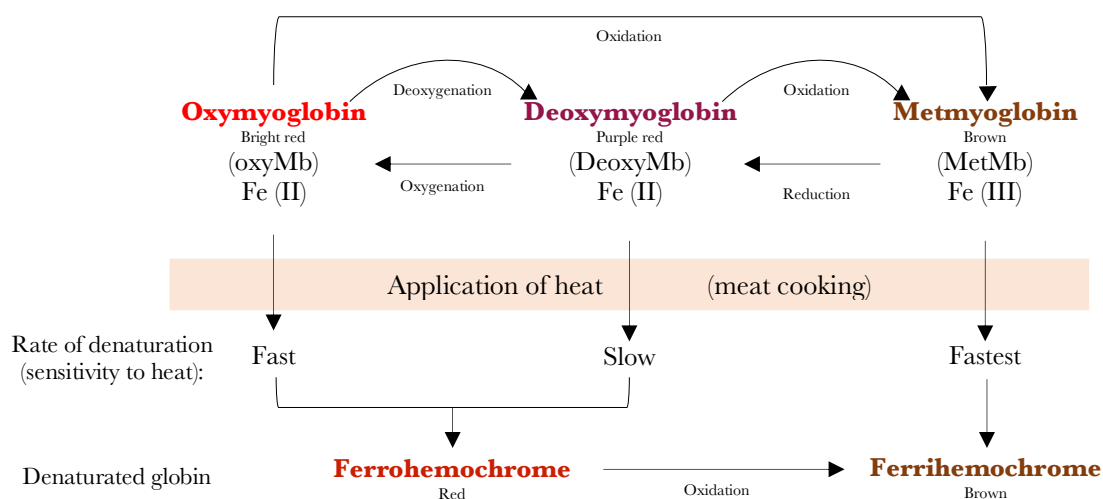 Oxidation
Deoxygenation
Oxidation
Oxymyoglobin
Deoxymyoglobin
Metmyoglobin
Bright red
Purple red
Brown
(oxyMb)
(DeoxyMb)
(MetMb)
Oxygenation
Reduction
Fe (II)
Fe (II)
Fe (III)
Application of heat (meat cooking)
Rate of denaturation
(sensitivity to heat):
Fast
Slow
Fastest
Denaturated globin
Ferrohemochrome
Ferrihemochrome
Red
Oxidation
Brown